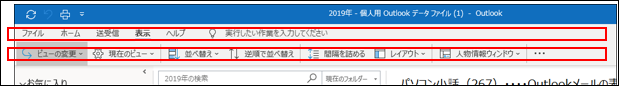 2019年 - 個人用 Outlook データ ファイル (1) - Outlook
ファイル ホーム 送受信 表示 ヘルプ 実行したい作業を入力してください
ビューの変更 現在のビュー 並べ替え 逆順で並べ替え 間隔を詰める レイアウト 人物情報ウィンドウ ...
お気に入り 2019年の検索 現在のフォルダー パソコン小話（267）・・・・Outlookメールの表